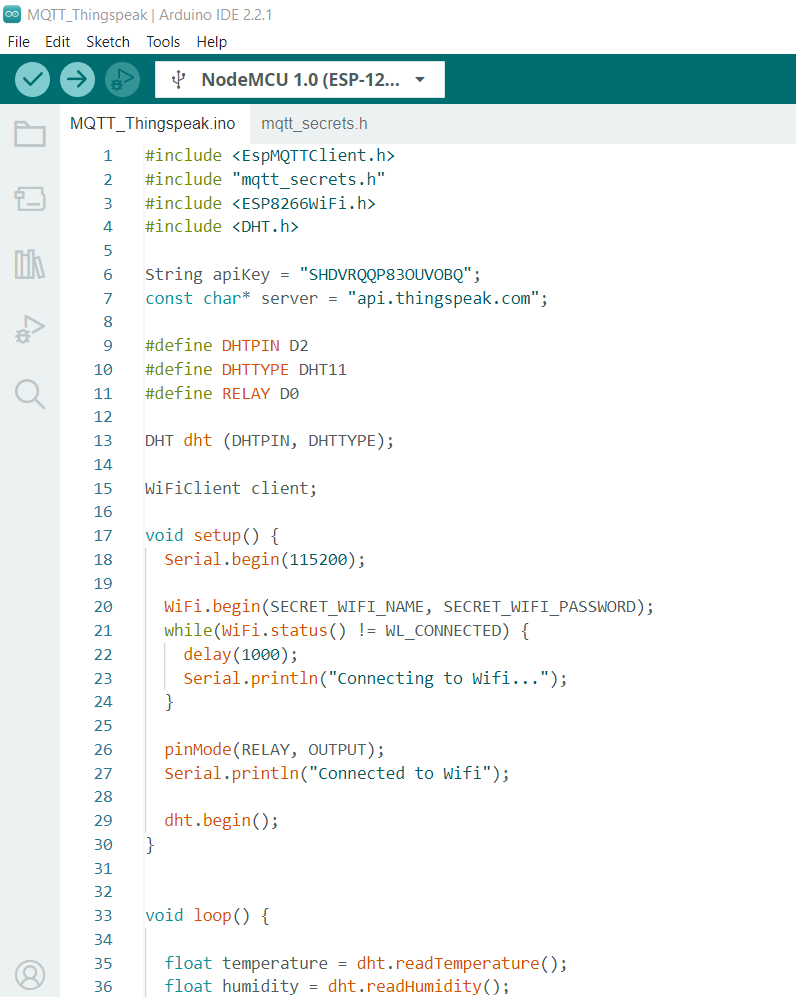 MQTT_Thingspeak | Arduino IDE 2.2.1
File Edit Sketch Tools Help
NodeMCU 1.0 (ESP-12...
MQTT_Thingspeak.ino mqtt_secrets.h
1 #include <EspMQTTClient.h>
2 #include "mqtt_secrets.h"
3 #include <ESP8266WiFi.h>
4 #include <DHT.h>
5
6 String apiKey = "SHDVRQQP83OUVOBQ";
7 const char* server = "api.thingspeak.com";
8
9 #define DHTPIN D2
10 #define DHTTYPE DHT11
11 #define RELAY D0
12
13 DHT dht (DHTPIN, DHTTYPE);
14
15 WiFiClient client;
16
17 void setup() {
18 Serial.begin(115200);
19
20 WiFi.begin(SECRET_WIFI_NAME, SECRET_WIFI_PASSWORD);
21 while(WiFi.status() != WL_CONNECTED) {
22 delay(1000);
23 Serial.println("Connecting to Wifi...");
24 }
25
26 pinMode(RELAY, OUTPUT);
27 Serial.println("Connected to Wifi");
28
29 dht.begin();
30 }
31
32
33 void loop() {
34
35 float temperature = dht.readTemperature();
36 float humidity = dht.readHumidity();